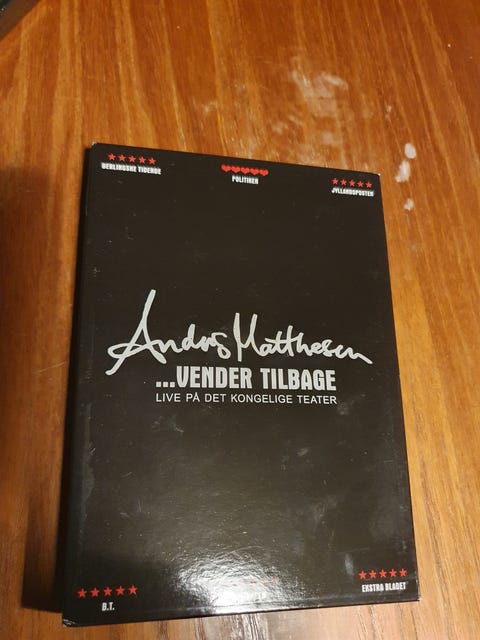 BERLINGSKE TIDENDE
POLITIKEN
JYLLANDSPOSTEN
Anders Matthesen
...VENDER TILBAGE
LIVE PÅ DET KONGELIGE TEATER
B.T.
EKSTRA BLADET